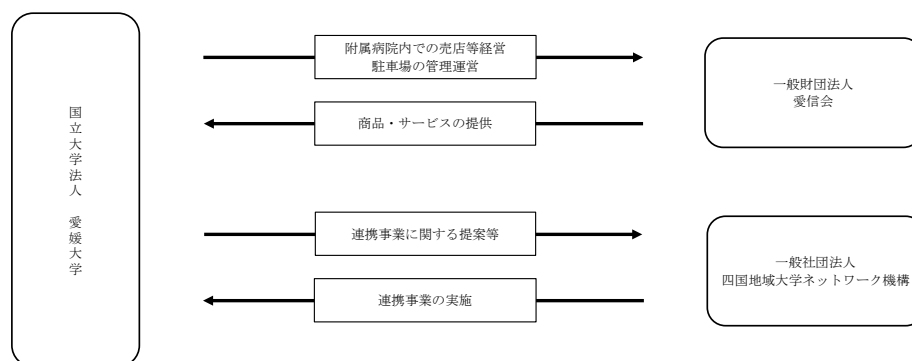 国立大学法人　愛媛大学
附属病院内での売店等経営
駐車場の管理運営
商品・サービスの提供
一般財団法人
愛信会
連携事業に関する提案等
連携事業の実施
一般社団法人
四国地域大学ネットワーク機構